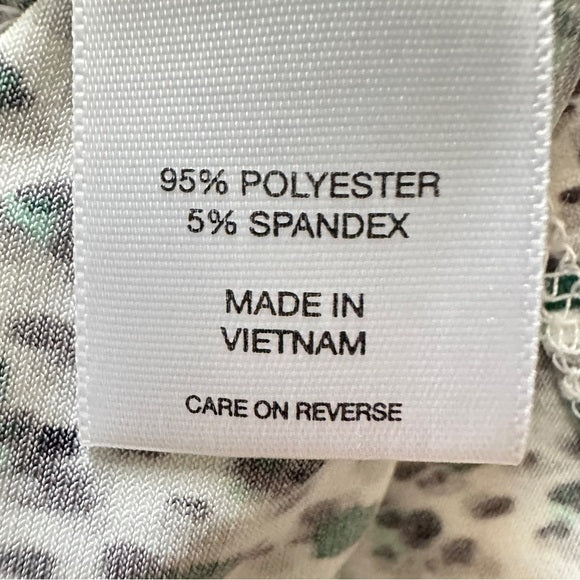 95% POLYESTER
5% SPANDEX
MADE IN
VIETNAM
CARE ON REVERSE